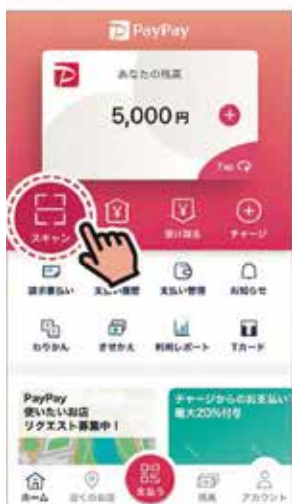 PayPay
あなたの残高
5,000円
Tap
スキャン
受け取る
チャージ
請求書払い
支払い履歴
支払い管理
お知らせ
わりかん
きせかえ
利用レポート
Tカード
PayPay
使いたいお店
リクエスト募集中!
チャージからのお支払いで
最大20%付与
ホーム
近くのお店
支払う
残高
アカウント